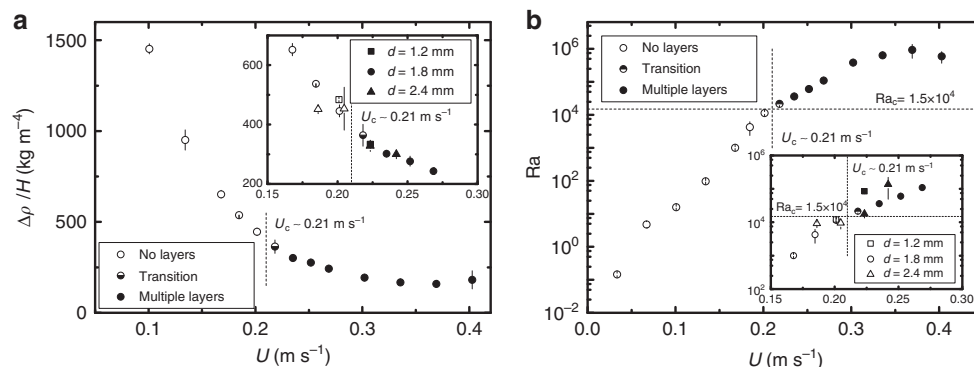 a
1500
1000
500
0
Δρ/H (kg m⁻⁴)
0.1
0.2
0.3
0.4
U (m s⁻¹)
No layers
Transition
Multiple layers
U_c ~ 0.21 m s⁻¹
600
400
200
0.15
0.20
0.25
0.30
d = 1.2 mm
d = 1.8 mm
d = 2.4 mm
U_c ~ 0.21 m s⁻¹
b
10⁶
10⁴
10²
10⁰
10⁻²
Ra
0.0
0.1
0.2
0.3
0.4
U (m s⁻¹)
No layers
Transition
Multiple layers
Ra_c= 1.5×10⁴
U_c ~ 0.21 m s⁻¹
10⁶
10⁴
10²
0.15
0.20
0.25
0.30
U_c ~ 0.21 m s⁻¹
Ra_c= 1.5×10⁴
d = 1.2 mm
d = 1.8 mm
d = 2.4 mm